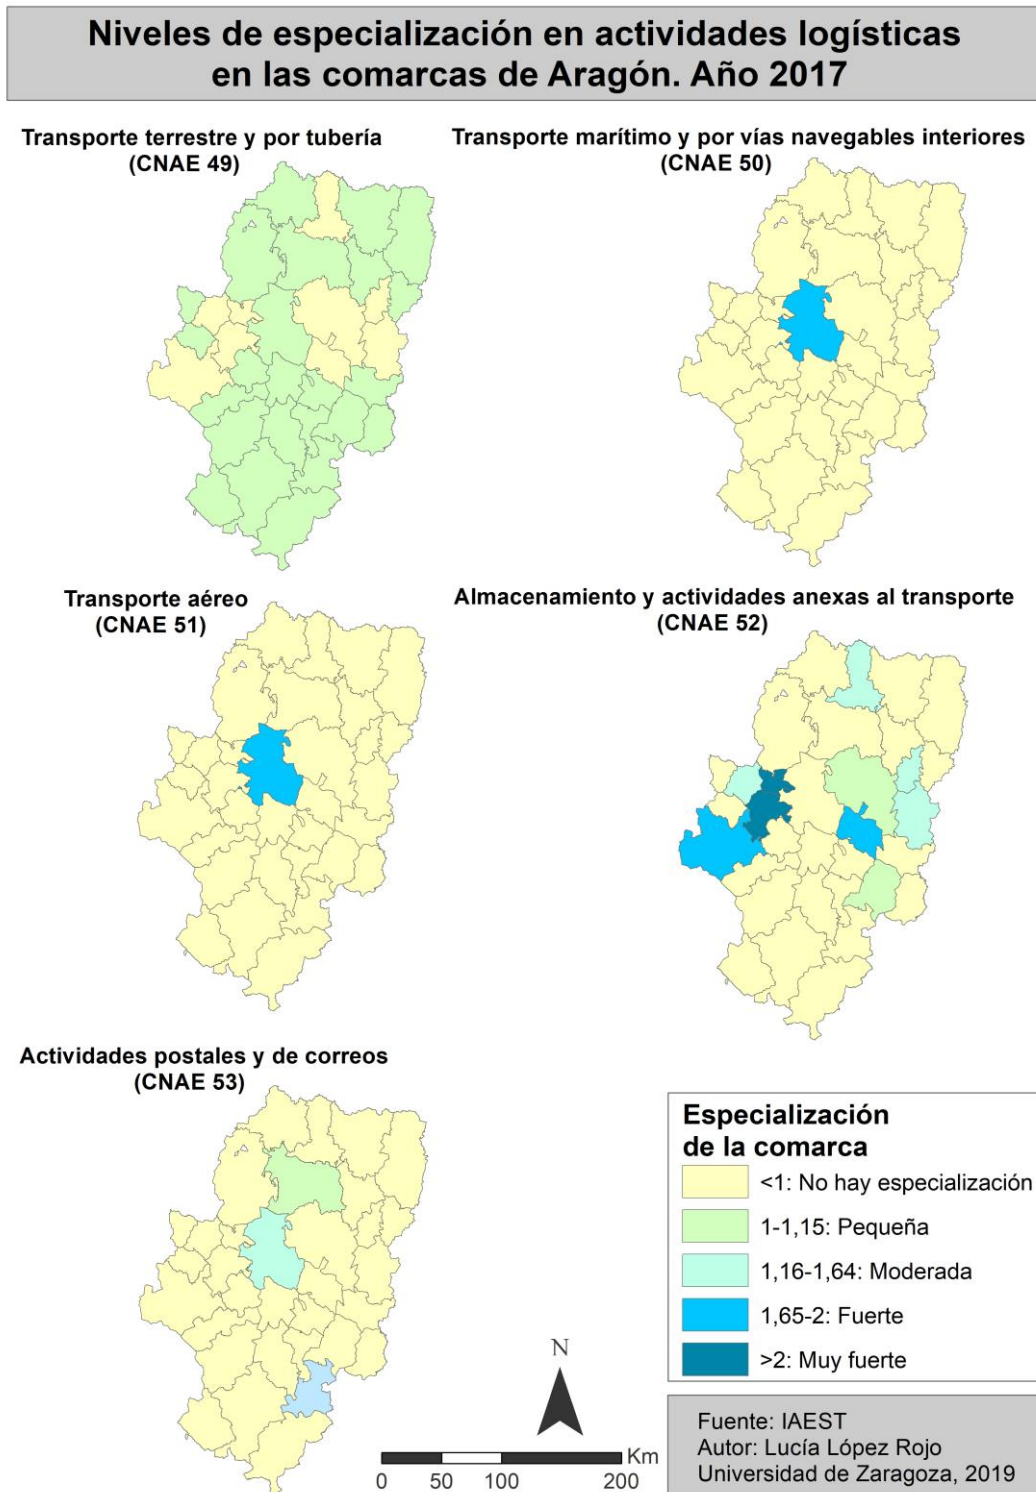 Niveles de especialización en actividades logísticas
en las comarcas de Aragón. Año 2017
Transporte terrestre y por tubería
(CNAE 49)
Transporte marítimo y por vías navegables interiores
(CNAE 50)
Transporte aéreo
(CNAE 51)
Almacenamiento y actividades anexas al transporte
(CNAE 52)
Actividades postales y de correos
(CNAE 53)
Especialización
de la comarca
<1: No hay especialización
1-1,15: Pequeña
1,16-1,64: Moderada
1,65-2: Fuerte
>2: Muy fuerte
N
Km
0 50 100 200
Fuente: IAEST
Autor: Lucía López Rojo
Universidad de Zaragoza, 2019